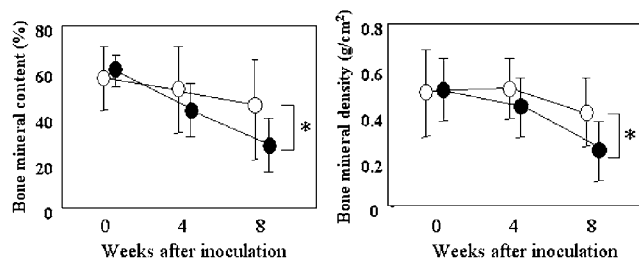 Bone mineral content (%)
80
60
40
20
0
0 4 8
Weeks after inoculation
*
Bone mineral density (g/cm²)
0.8
0.6
0.4
0.2
0
0 4 8
Weeks after inoculation
*